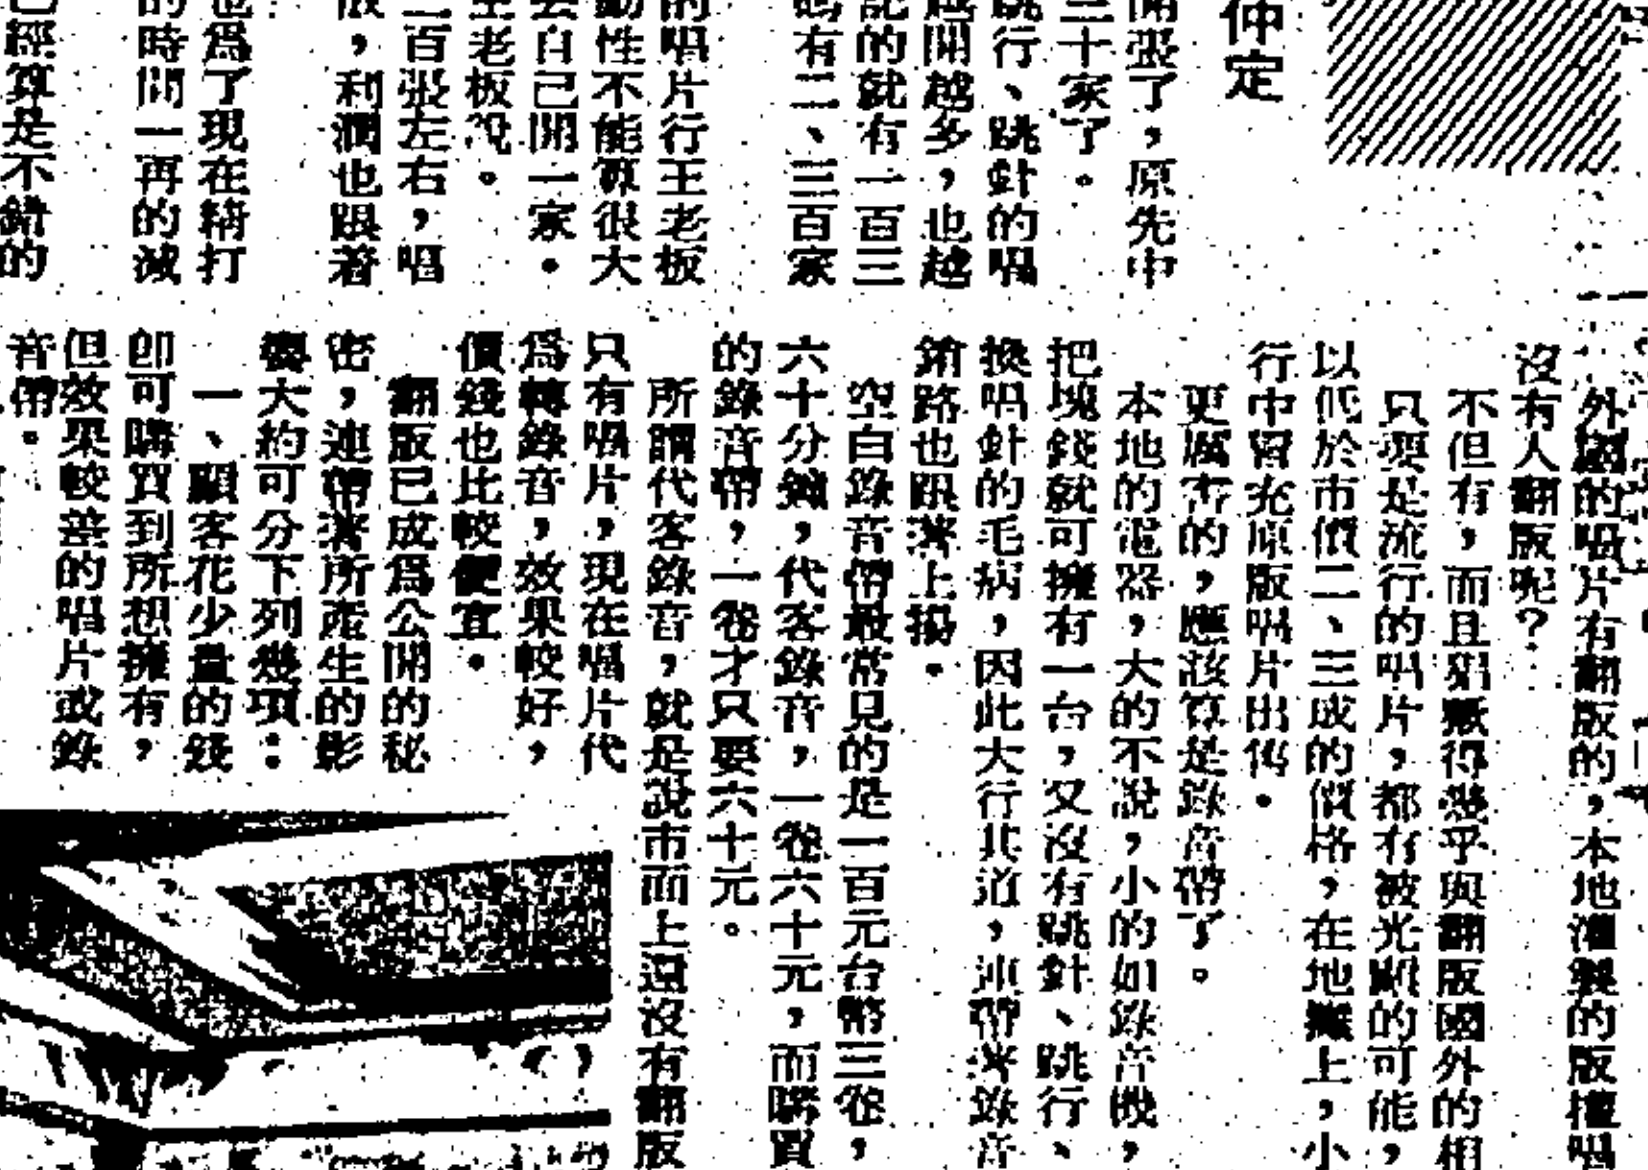 仲定
開張了，原先中
三十家了。
跳行、跳針的唱
越開越多，也越
記的就有一百三
碼有二、三百家
的唱片行王老板
動性不能算很大
去自己開一家。
王老板說。
二百張左右，唱
，利潤也跟著
也爲了現在精打
的時間一再的減
已經算是不錯的
外國的唱片有翻版的，本地灌製的版權唱
沒有人翻版呢？
不但有，而且猖獗得幾乎與翻版國外的相
只要是流行的唱片，都有被光顧的可能，
以低於市價二、三成的價格，在地攤上，小
行中冒充原版唱片出售。
更厲害的，應該算是錄音帶了。
本地的電器，大的不說，小的如錄音機，
把塊錢就可擁有一台，又沒有跳針、跳行、
換唱針的毛病，因此大行其道，連帶著錄音
銷路也跟著上揚。
空白錄音帶最常見的是一百元台幣三卷，
六十分鐘，代客錄音，一卷六十元，而購買
的錄音帶，一卷才只要六十元。
所謂代客錄音，就是說市面上還沒有翻版
只有唱片，現在唱片代
爲轉錄音，效果較好，
價錢也比較便宜。
翻版已成爲公開的秘
密，連帶著所產生的影
響大約可分下列幾項：
一、顧客花少量的錢
卽可購買到所想擁有，
但效果較差的唱片或錄
音帶。